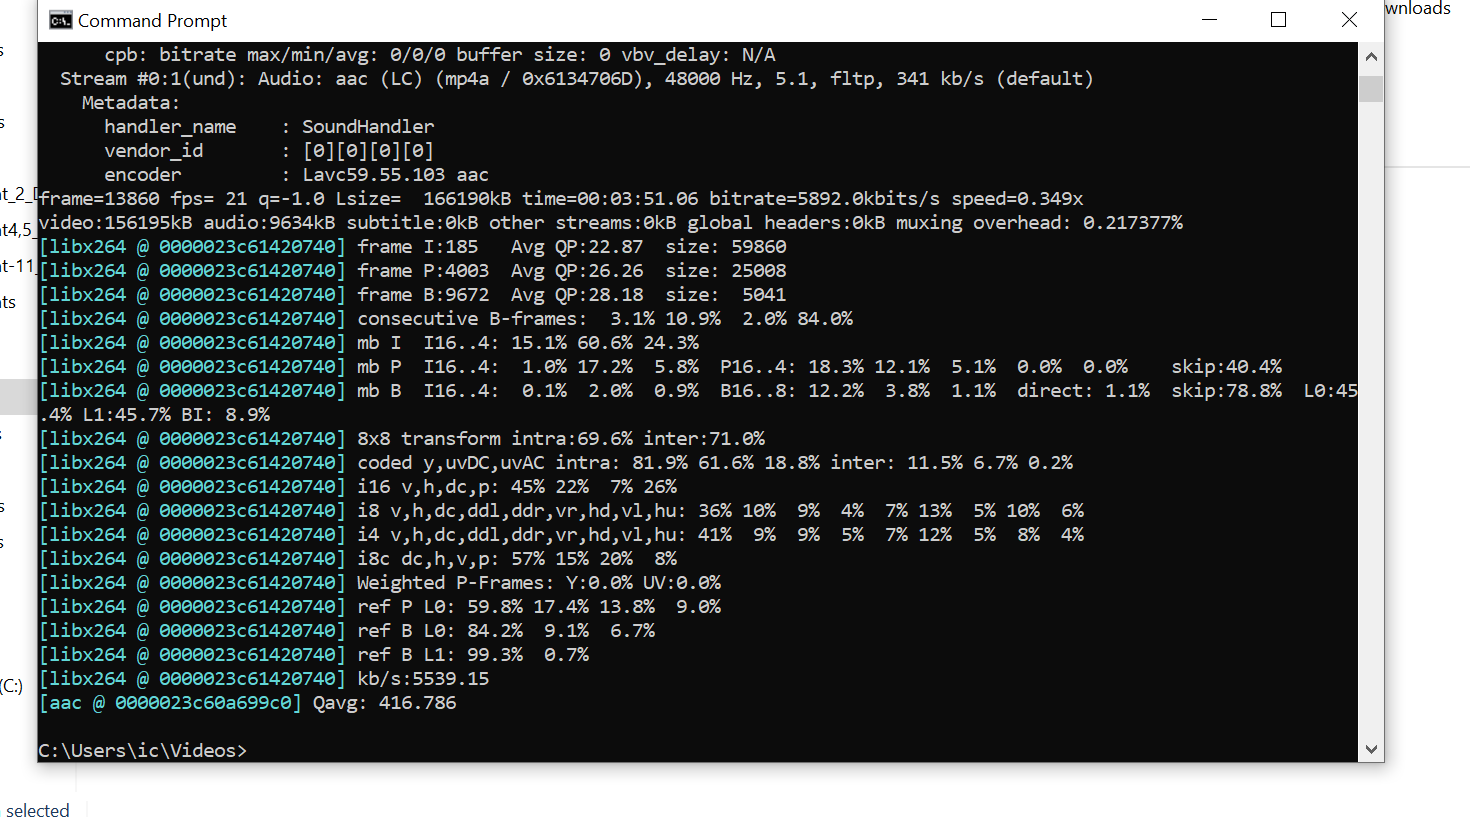 Command Prompt
wnloads
cpb: bitrate max/min/avg: 0/0/0 buffer size: 0 vbv_delay: N/A
Stream #0:1(und): Audio: aac (LC) (mp4a / 0x6134706D), 48000 Hz, 5.1, fltp, 341 kb/s (default)
Metadata:
handler_name : SoundHandler
vendor_id : [0][0][0][0]
encoder : Lavc59.55.103 aac
frame=13860 fps= 21 q=-1.0 Lsize= 166190kB time=00:03:51.06 bitrate=5892.0kbits/s speed=0.349x
video:156195kB audio:9634kB subtitle:0kB other streams:0kB global headers:0kB muxing overhead: 0.217377%
[libx264 @ 0000023c61420740] frame I:185 Avg QP:22.87 size: 59860
[libx264 @ 0000023c61420740] frame P:4003 Avg QP:26.26 size: 25008
[libx264 @ 0000023c61420740] frame B:9672 Avg QP:28.18 size: 5041
[libx264 @ 0000023c61420740] consecutive B-frames: 3.1% 10.9% 2.0% 84.0%
[libx264 @ 0000023c61420740] mb I I16..4: 15.1% 60.6% 24.3%
[libx264 @ 0000023c61420740] mb P I16..4: 1.0% 17.2% 5.8% P16..4: 18.3% 12.1% 5.1% 0.0% 0.0% skip:40.4%
[libx264 @ 0000023c61420740] mb B I16..4: 0.1% 2.0% 0.9% B16..8: 12.2% 3.8% 1.1% direct: 1.1% skip:78.8% L0:45
.4% L1:45.7% BI: 8.9%
[libx264 @ 0000023c61420740] 8x8 transform intra:69.6% inter:71.0%
[libx264 @ 0000023c61420740] coded y,uvDC,uvAC intra: 81.9% 61.6% 18.8% inter: 11.5% 6.7% 0.2%
[libx264 @ 0000023c61420740] i16 v,h,dc,p: 45% 22% 7% 26%
[libx264 @ 0000023c61420740] i8 v,h,dc,ddl,ddr,vr,hd,vl,hu: 36% 10% 9% 4% 7% 13% 5% 10% 6%
[libx264 @ 0000023c61420740] i4 v,h,dc,ddl,ddr,vr,hd,vl,hu: 41% 9% 9% 5% 7% 12% 5% 8% 4%
[libx264 @ 0000023c61420740] i8c dc,h,v,p: 57% 15% 20% 8%
[libx264 @ 0000023c61420740] Weighted P-Frames: Y:0.0% UV:0.0%
[libx264 @ 0000023c61420740] ref P L0: 59.8% 17.4% 13.8% 9.0%
[libx264 @ 0000023c61420740] ref B L0: 84.2% 9.1% 6.7%
[libx264 @ 0000023c61420740] ref B L1: 99.3% 0.7%
[libx264 @ 0000023c61420740] kb/s:5539.15
[aac @ 0000023c60a699c0] Qavg: 416.786
C:\Users\ic\Videos>
nt_2_
nt4,5_
nt-11_
nts
(C:)
selected